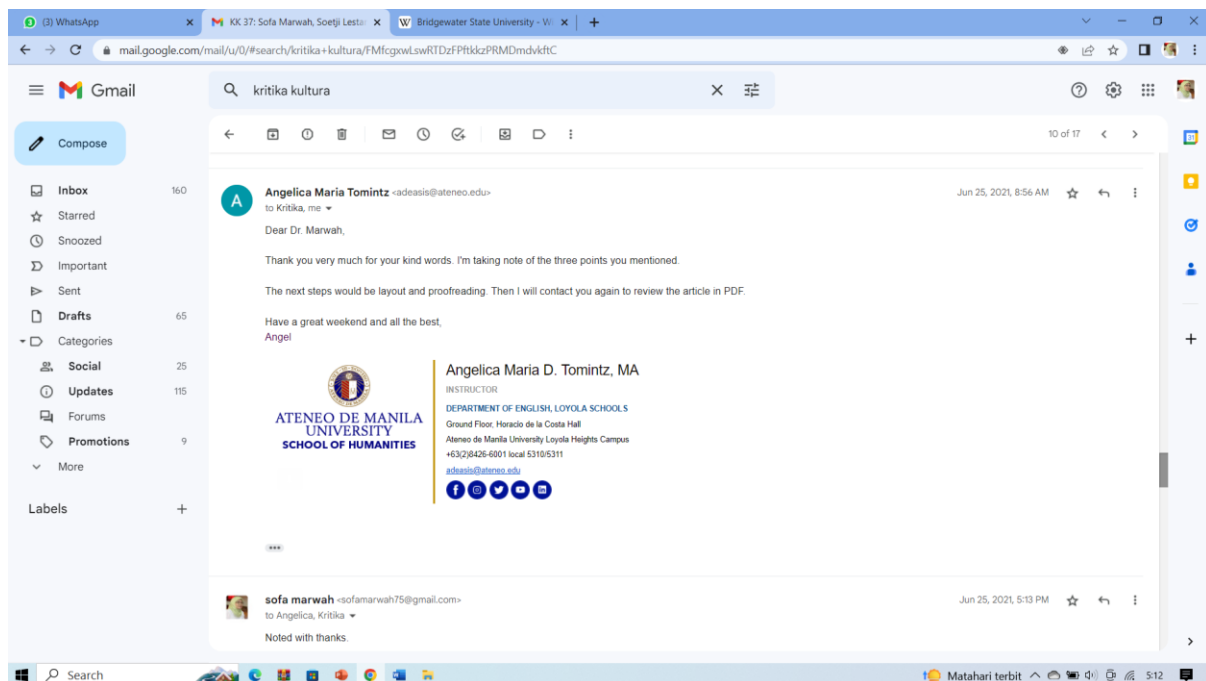 (3) WhatsApp
KK 37: Sofa Marwah, Soetji Lestar
Bridgewater State University - Wi
mail.google.com/mail/u/0/#search/kritika+kultura/FMfcgxwLswRTDzFPftkkzPRMDmdvkftC
Gmail
kritika kultura
Compose
10 of 17
Inbox 160
Starred
Snoozed
Important
Sent
Drafts 65
Categories
Social 25
Updates 115
Forums
Promotions 9
More
Labels
Angelica Maria Tomintz <adeasis@ateneo.edu> Jun 25, 2021, 8:56 AM
to Kritika, me
Dear Dr. Marwah,
Thank you very much for your kind words. I'm taking note of the three points you mentioned.
The next steps would be layout and proofreading. Then I will contact you again to review the article in PDF.
Have a great weekend and all the best,
Angel
ATENEO DE MANILA
UNIVERSITY
SCHOOL OF HUMANITIES
Angelica Maria D. Tomintz, MA
INSTRUCTOR
DEPARTMENT OF ENGLISH, LOYOLA SCHOOLS
Ground Floor, Horacio de la Costa Hall
Ateneo de Manila University Loyola Heights Campus
+63(2)8426-6001 local 5310/5311
adeasis@ateneo.edu
sofa marwah <sofamarwah75@gmail.com> Jun 25, 2021, 5:13 PM
to Angelica, Kritika
Noted with thanks.
Search
Matahari terbit
5:12